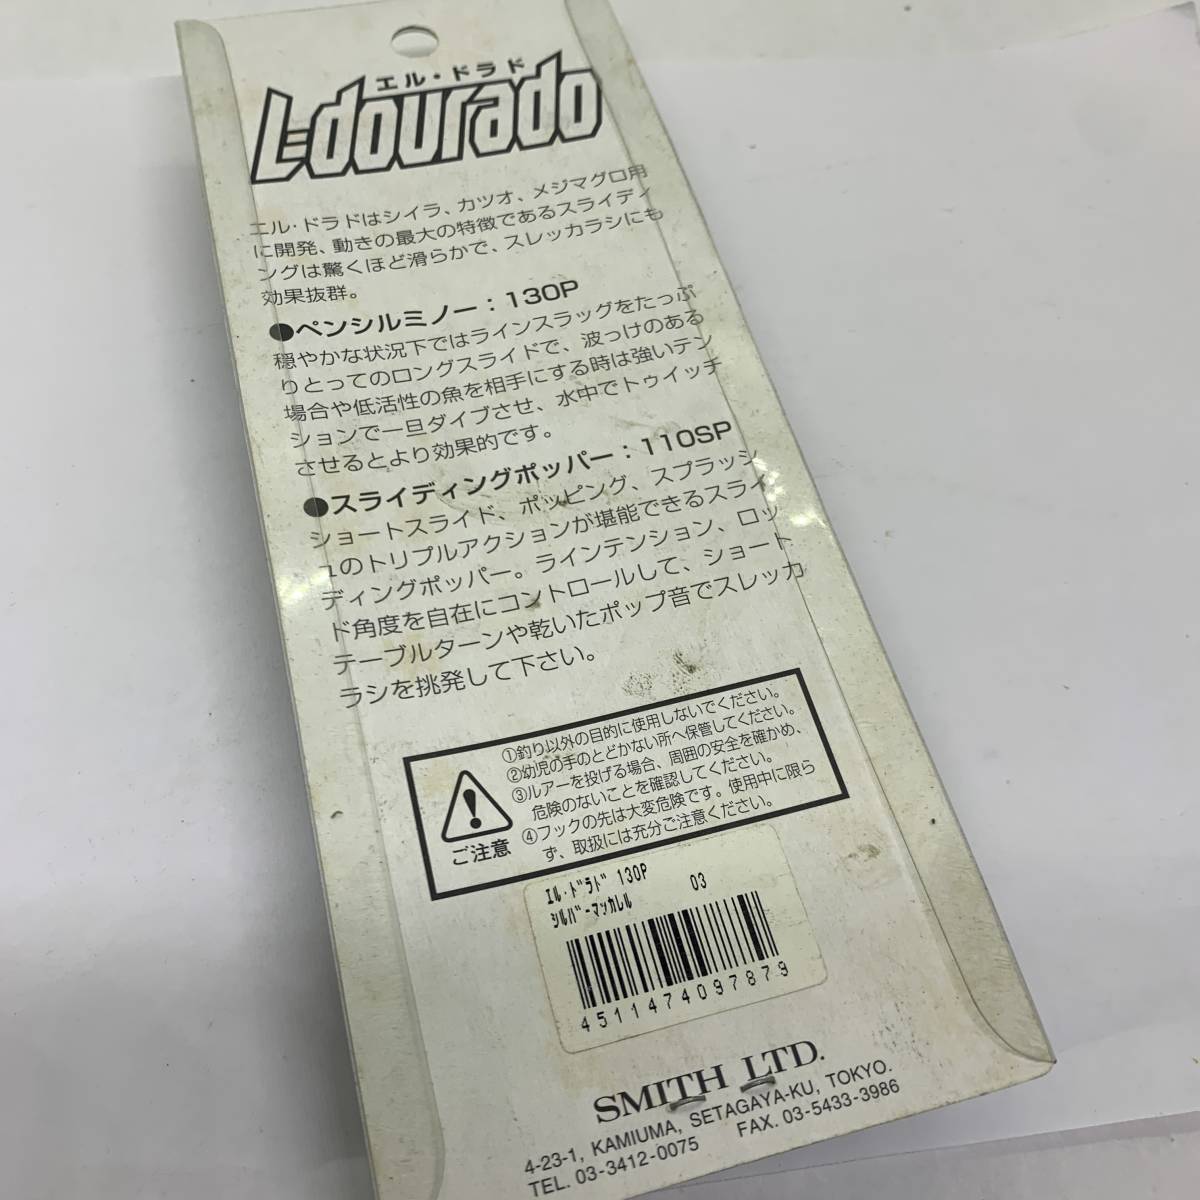 エル・ドラド
L-dourado
エル・ドラドはシイラ、カツオ、メジマグロ用
に開発、動きの最大の特徴であるスライディ
ングは驚くほど滑らかで、スレッカラシにも
効果抜群。
●ペンシルミノー：130P
穏やかな状況下ではラインスラッグをたっぷ
りとってのロングスライドで、波っけのある
場合や低活性の魚を相手にする時は強いテン
ションで一旦ダイブさせ、水中でトゥイッチ
させるとより効果的です。
●スライディングポッパー：110SP
ショートスライド、ポッピング、スプラッシ
ュのトリプルアクションが堪能できるスライ
ディングポッパー。ラインテンション、ロッ
ド角度を自在にコントロールして、ショート
テーブルターンや乾いたポップ音でスレッカ
ラシを挑発して下さい。
ご注意
①釣り以外の目的に使用しないでください。
②幼児の手のとどかない所へ保管してください。
③ルアーを投げる場合、周囲の安全を確かめ、
危険のないことを確認してください。
④フックの先は大変危険です。使用中に限ら
ず、取扱には充分ご注意ください。
ｴﾙ･ﾄﾞﾗﾄﾞ 130P 03
ｼﾙﾊﾞｰﾏｯｶﾚﾙ
4511474097879
SMITH LTD.
4-23-1, KAMIUMA, SETAGAYA-KU, TOKYO.
TEL. 03-3412-0075 FAX. 03-5433-3986